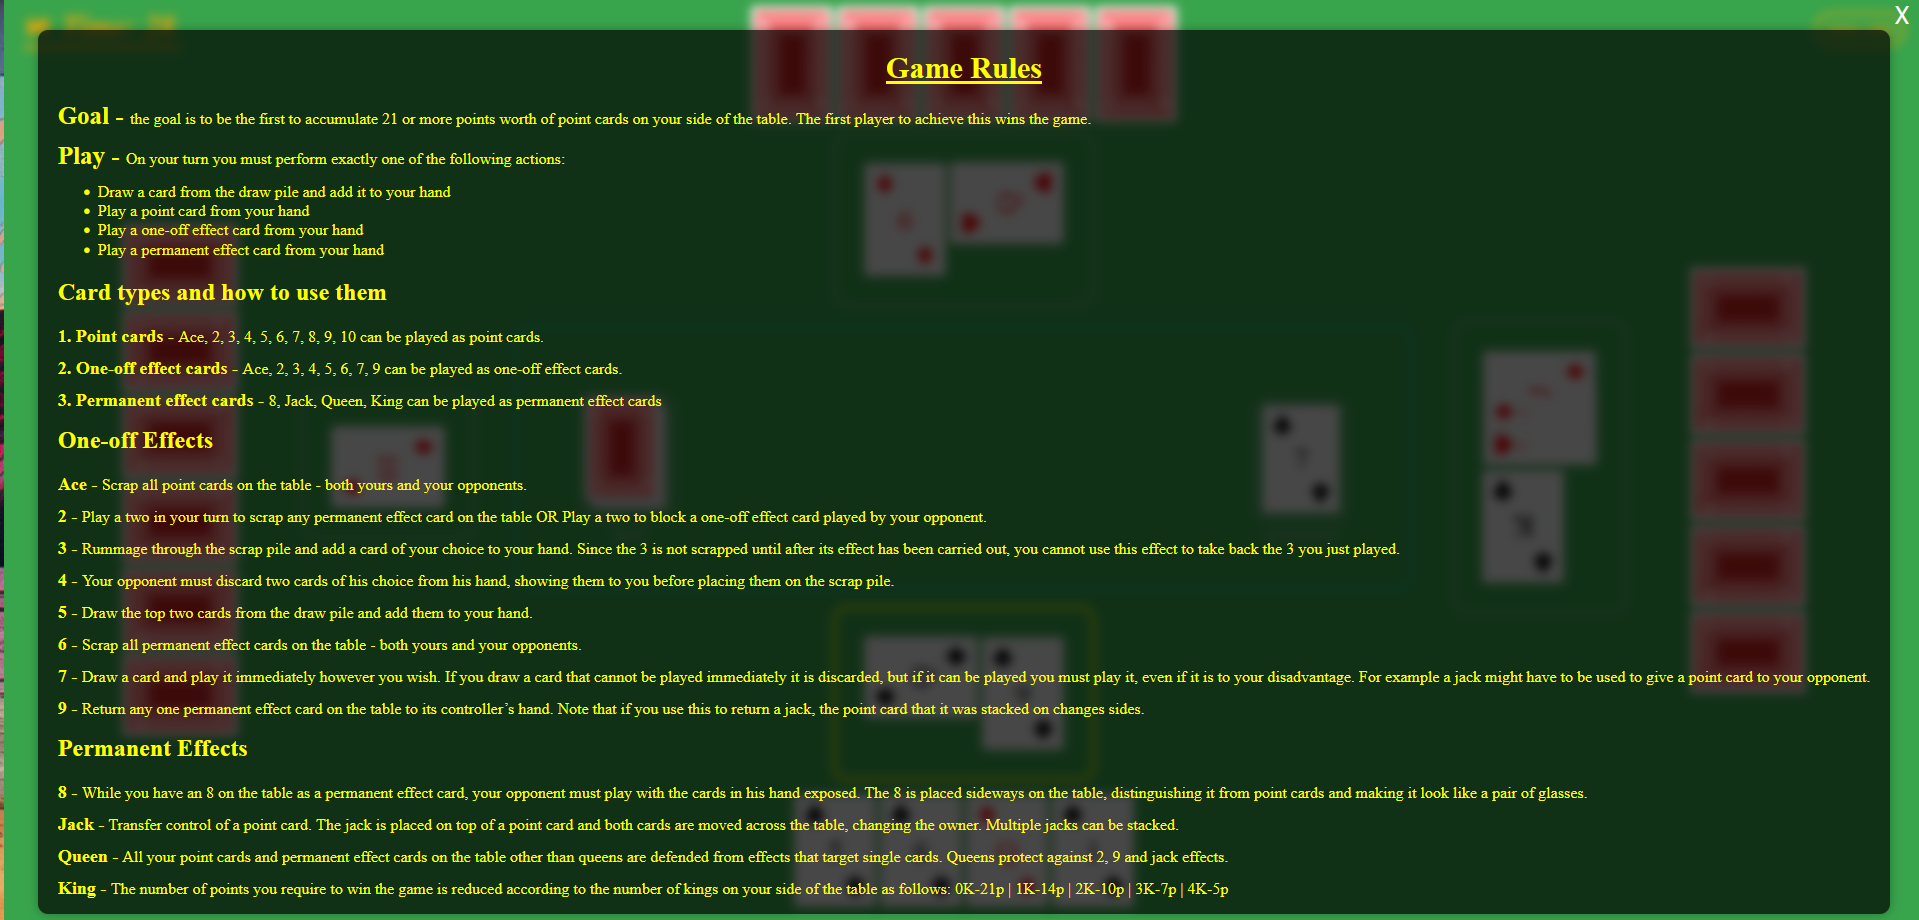 X
Game Rules
Goal - the goal is to be the first to accumulate 21 or more points worth of point cards on your side of the table. The first player to achieve this wins the game.
Play - On your turn you must perform exactly one of the following actions:
• Draw a card from the draw pile and add it to your hand
• Play a point card from your hand
• Play a one-off effect card from your hand
• Play a permanent effect card from your hand
Card types and how to use them
1. Point cards - Ace, 2, 3, 4, 5, 6, 7, 8, 9, 10 can be played as point cards.
2. One-off effect cards - Ace, 2, 3, 4, 5, 6, 7, 9 can be played as one-off effect cards.
3. Permanent effect cards - 8, Jack, Queen, King can be played as permanent effect cards
One-off Effects
Ace - Scrap all point cards on the table - both yours and your opponents.
2 - Play a two in your turn to scrap any permanent effect card on the table OR Play a two to block a one-off effect card played by your opponent.
3 - Rummage through the scrap pile and add a card of your choice to your hand. Since the 3 is not scrapped until after its effect has been carried out, you cannot use this effect to take back the 3 you just played.
4 - Your opponent must discard two cards of his choice from his hand, showing them to you before placing them on the scrap pile.
5 - Draw the top two cards from the draw pile and add them to your hand.
6 - Scrap all permanent effect cards on the table - both yours and your opponents.
7 - Draw a card and play it immediately however you wish. If you draw a card that cannot be played immediately it is discarded, but if it can be played you must play it, even if it is to your disadvantage. For example a jack might have to be used to give a point card to your opponent.
9 - Return any one permanent effect card on the table to its controller’s hand. Note that if you use this to return a jack, the point card that it was stacked on changes sides.
Permanent Effects
8 - While you have an 8 on the table as a permanent effect card, your opponent must play with the cards in his hand exposed. The 8 is placed sideways on the table, distinguishing it from point cards and making it look like a pair of glasses.
Jack - Transfer control of a point card. The jack is placed on top of a point card and both cards are moved across the table, changing the owner. Multiple jacks can be stacked.
Queen - All your point cards and permanent effect cards on the table other than queens are defended from effects that target single cards. Queens protect against 2, 9 and jack effects.
King - The number of points you require to win the game is reduced according to the number of kings on your side of the table as follows: 0K-21p | 1K-14p | 2K-10p | 3K-7p | 4K-5p